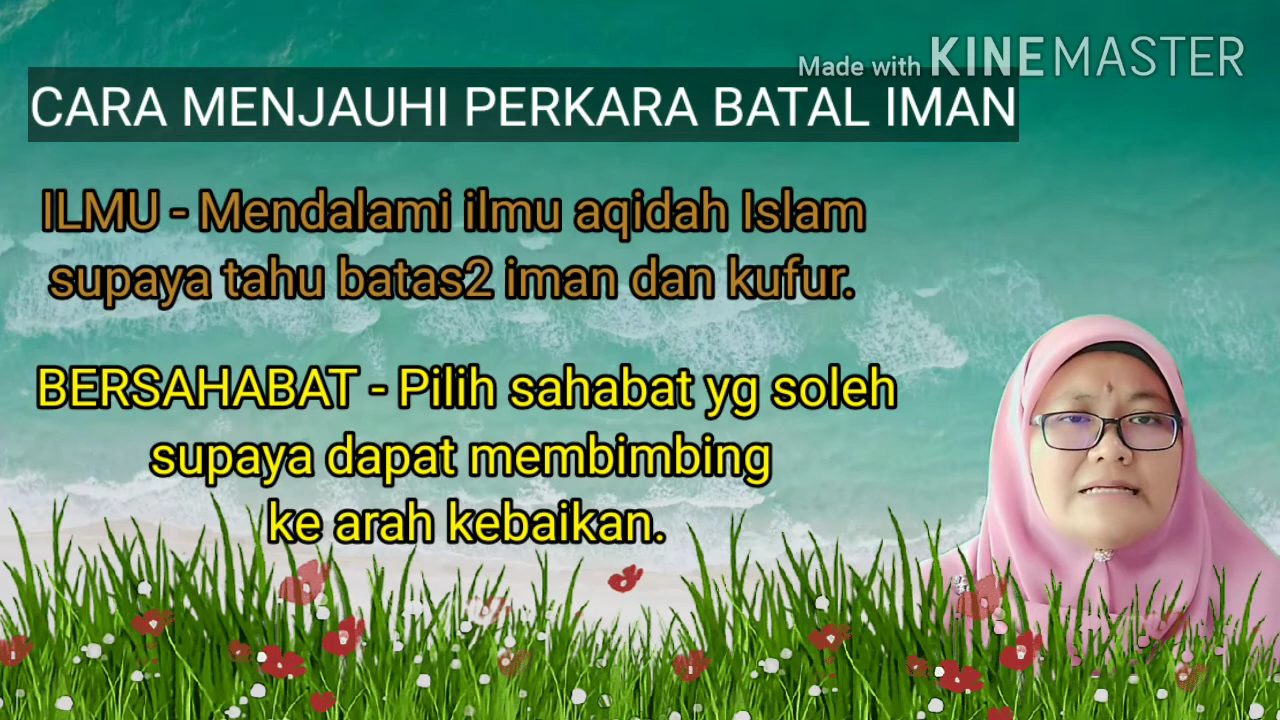 Made with KINEMASTER
CARA MENJAUHI PERKARA BATAL IMAN
ILMU - Mendalami ilmu aqidah Islam
supaya tahu batas2 iman dan kufur.
BERSAHABAT - Pilih sahabat yg soleh
supaya dapat membimbing
ke arah kebaikan.